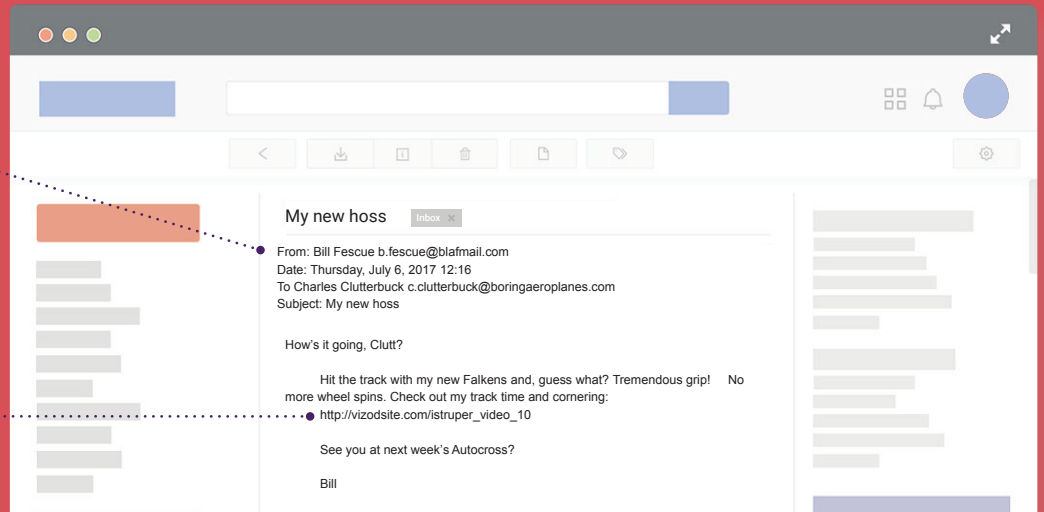 My new hoss
Inbox ×
From: Bill Fescue b.fescue@blafmail.com
Date: Thursday, July 6, 2017 12:16
To Charles Clutterbuck c.clutterbuck@boringaeroplanes.com
Subject: My new hoss
How's it going, Clutt?
Hit the track with my new Falkens and, guess what? Tremendous grip! No
more wheel spins. Check out my track time and cornering:
http://vizodsite.com/istruper_video_10
See you at next week's Autocross?
Bill